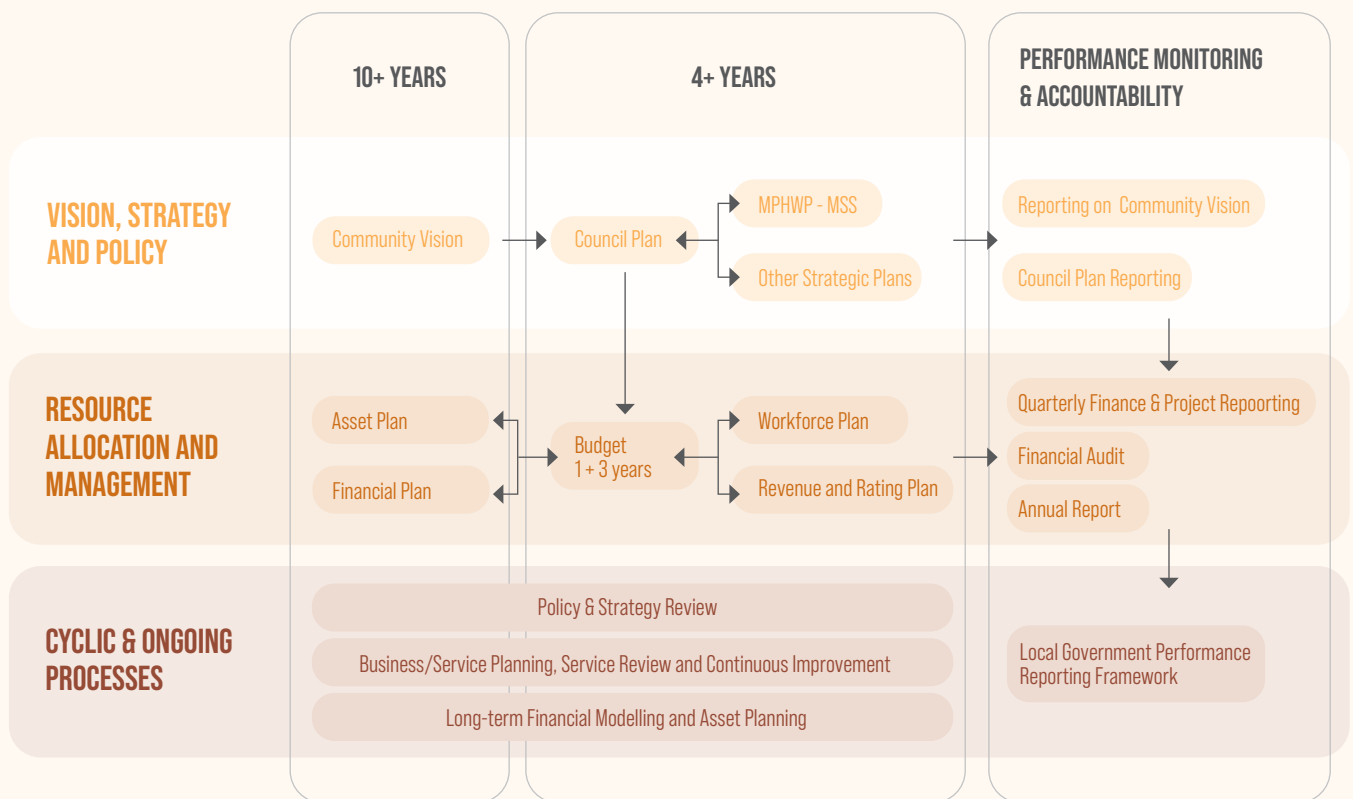 10+ YEARS
4+ YEARS
PERFORMANCE MONITORING
& ACCOUNTABILITY
VISION, STRATEGY
AND POLICY
Community Vision
Council Plan
MPHWP - MSS
Other Strategic Plans
Reporting on Community Vision
Council Plan Reporting
RESOURCE
ALLOCATION AND
MANAGEMENT
Asset Plan
Financial Plan
Budget
1 + 3 years
Workforce Plan
Revenue and Rating Plan
Quarterly Finance & Project Repoorting
Financial Audit
Annual Report
CYCLIC & ONGOING
PROCESSES
Policy & Strategy Review
Business/Service Planning, Service Review and Continuous Improvement
Long-term Financial Modelling and Asset Planning
Local Government Performance
Reporting Framework